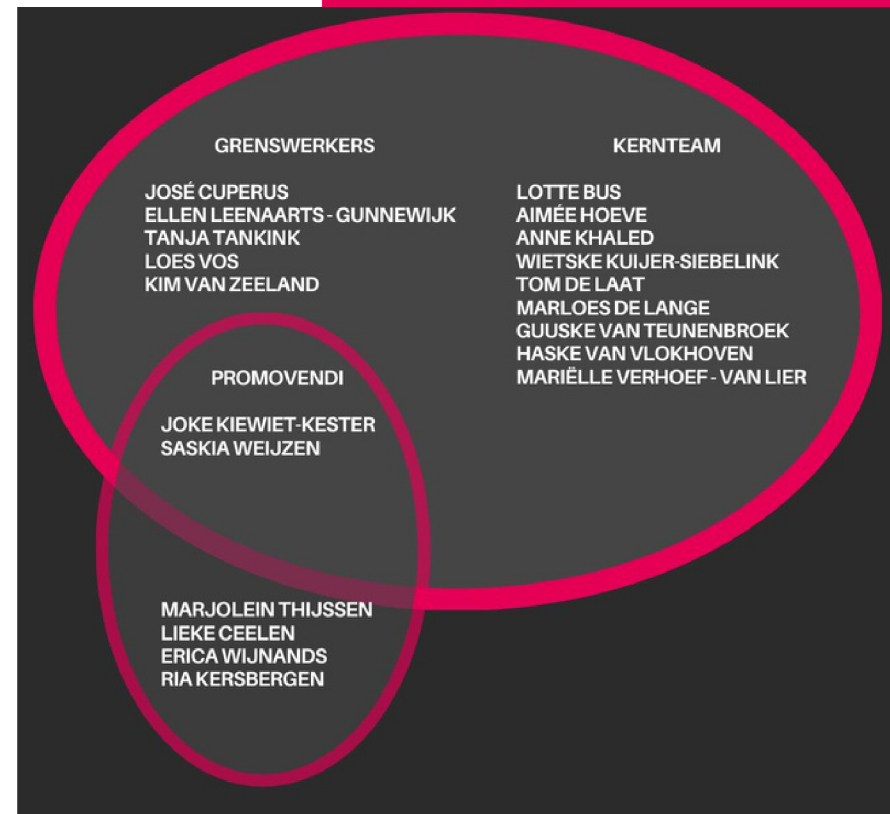 GRENSWERKERS
JOSÉ CUPERUS
ELLEN LEENAARTS - GUNNEWIJK
TANJA TANKINK
LOES VOS
KIM VAN ZEELAND
KERNTEAM
LOTTE BUS
AIMÉE HOEVE
ANNE KHALED
WIETSKE KUIJER-SIEBELINK
TOM DE LAAT
MARLOES DE LANGE
GUUSKE VAN TEUNENBROEK
HASKE VAN VLOKHOVEN
MARIËLLE VERHOEF - VAN LIER
PROMOVENDI
JOKE KIEWIET-KESTER
SASKIA WEIJZEN
MARJOLEIN THIJSSEN
LIEKE CEELEN
ERICA WIJNANDS
RIA KERSBERGEN